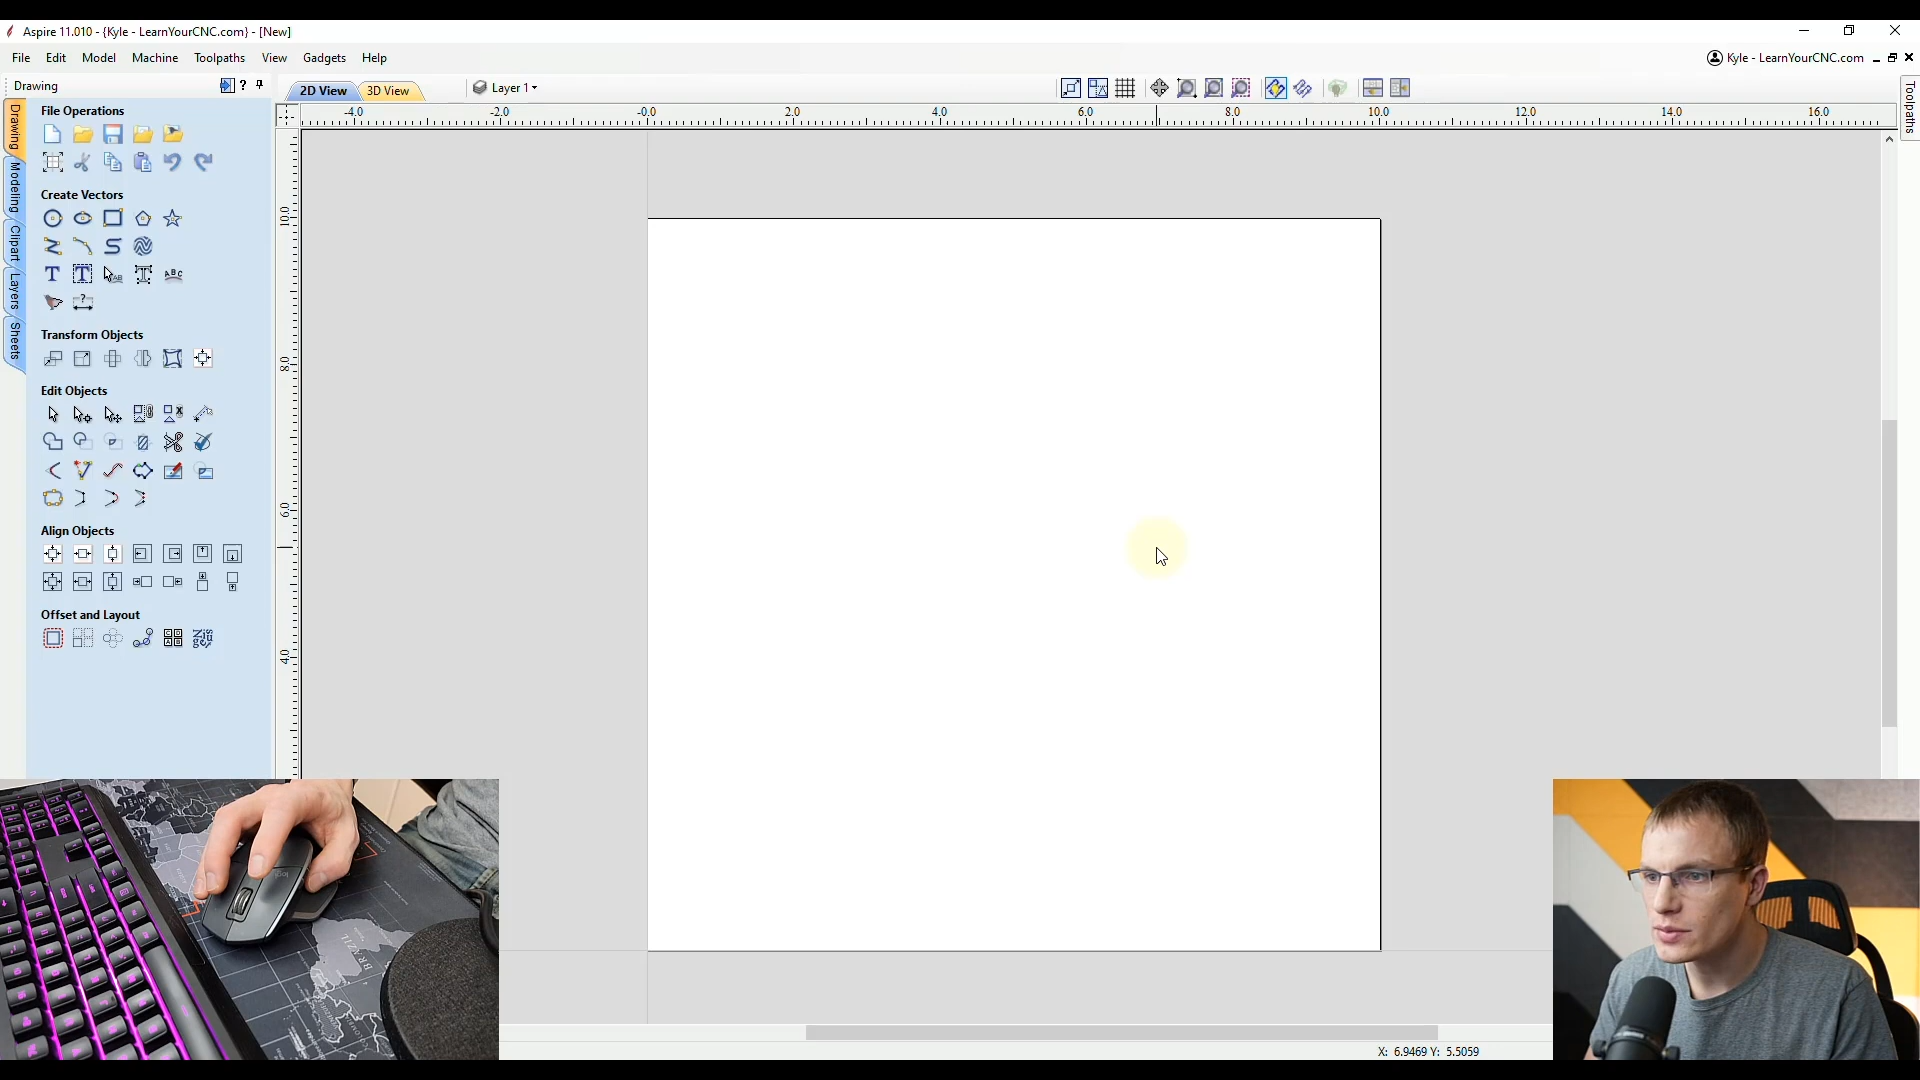 Aspire 11.010 - {Kyle - LearnYourCNC.com} - [New]
File Edit Model Machine Toolpaths View Gadgets Help
Kyle - LearnYourCNC.com
Drawing
2D View 3D View
Layer 1
Toolpaths
Drawing
Modeling
Clipart
Layers
Sheets
File Operations
Create Vectors
Transform Objects
Edit Objects
Align Objects
Offset and Layout
-4.0 -2.0 -0.0 2.0 4.0 6.0 8.0 10.0 12.0 14.0 16.0
10.0
8.0
6.0
4.0
X: 6.9469 Y: 5.5059
BRAZIL